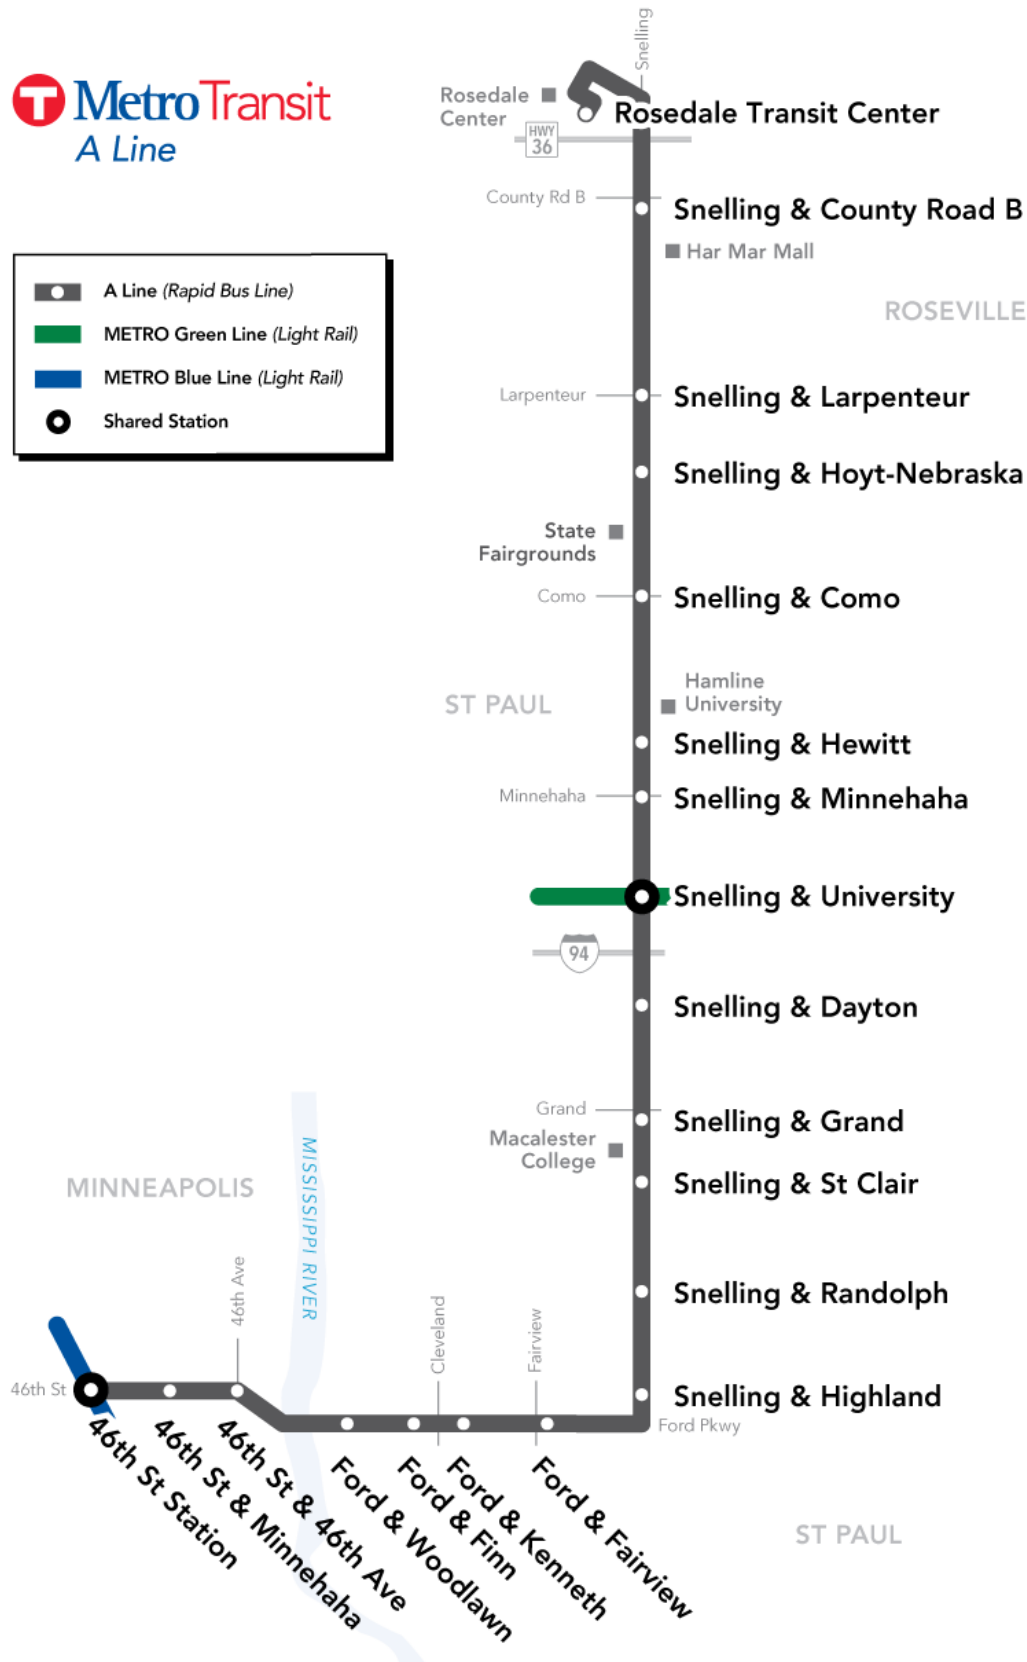 Snelling
T Metro Transit
A Line
Rosedale
Center
Rosedale Transit Center
HWY
36
County Rd B
Snelling & County Road B
Har Mar Mall
ROSEVILLE
A Line (Rapid Bus Line)
METRO Green Line (Light Rail)
METRO Blue Line (Light Rail)
Shared Station
Larpenteur
Snelling & Larpenteur
Snelling & Hoyt-Nebraska
State
Fairgrounds
Como
Snelling & Como
ST PAUL
Hamline
University
Snelling & Hewitt
Minnehaha
Snelling & Minnehaha
Snelling & University
94
Snelling & Dayton
Grand
Snelling & Grand
Macalester
College
Snelling & St Clair
MINNEAPOLIS
MISSISSIPPI RIVER
Snelling & Randolph
46th Ave
Cleveland
Fairview
46th St
Snelling & Highland
Ford Pkwy
46th St Station
46th St & Minnehaha
46th St & 46th Ave
Ford & Woodlawn
Ford & Finn
Ford & Kenneth
Ford & Fairview
ST PAUL